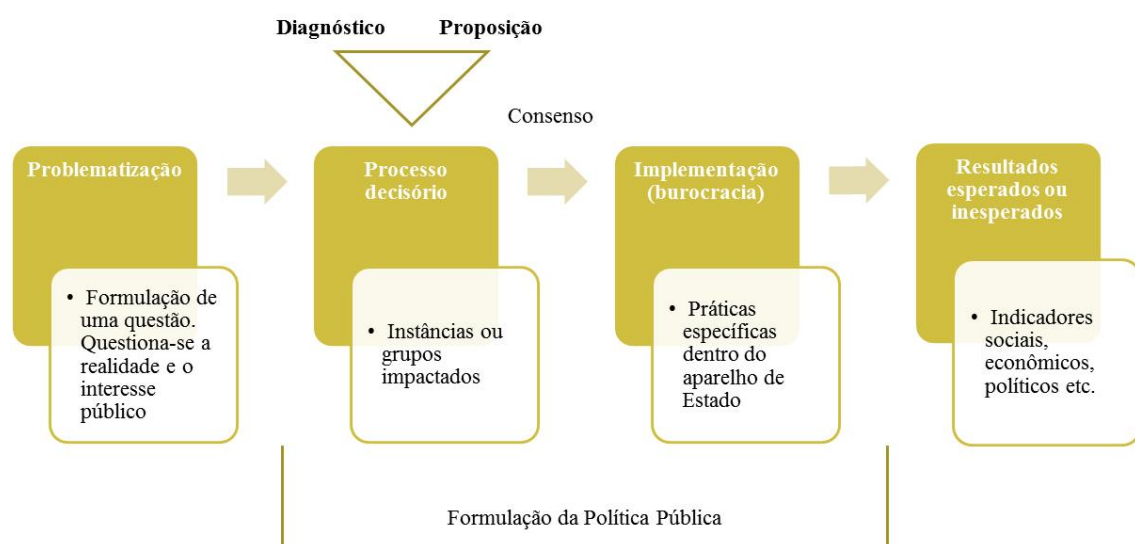 Diagnóstico Proposição
Consenso
Problematização
• Formulação de
uma questão.
Questiona-se a
realidade e o
interesse
público
Processo
decisório
• Instâncias ou
grupos
impactados
Implementação
(burocracia)
• Práticas
específicas
dentro do
aparelho de
Estado
Resultados
esperados ou
inesperados
• Indicadores
sociais,
econômicos,
políticos etc.
Formulação da Política Pública